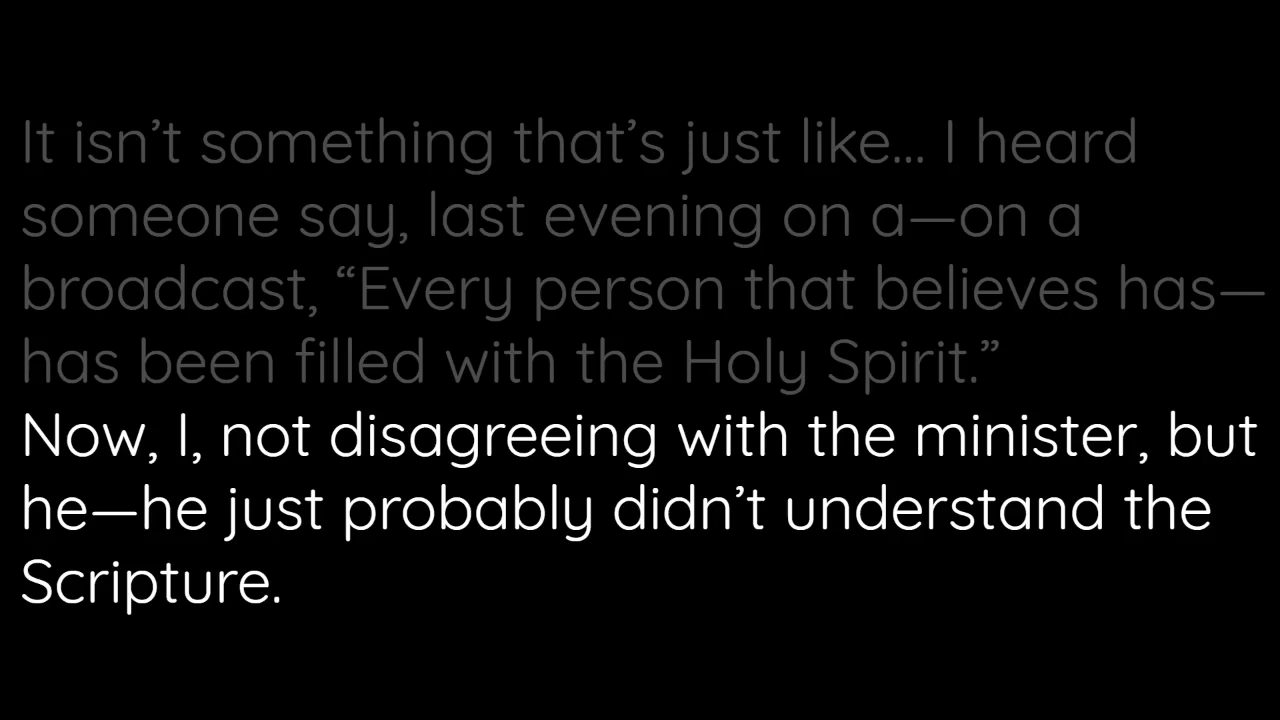 It isn’t something that’s just like... I heard
someone say, last evening on a—on a
broadcast, “Every person that believes has—
has been filled with the Holy Spirit.”
Now, I, not disagreeing with the minister, but
he—he just probably didn’t understand the
Scripture.